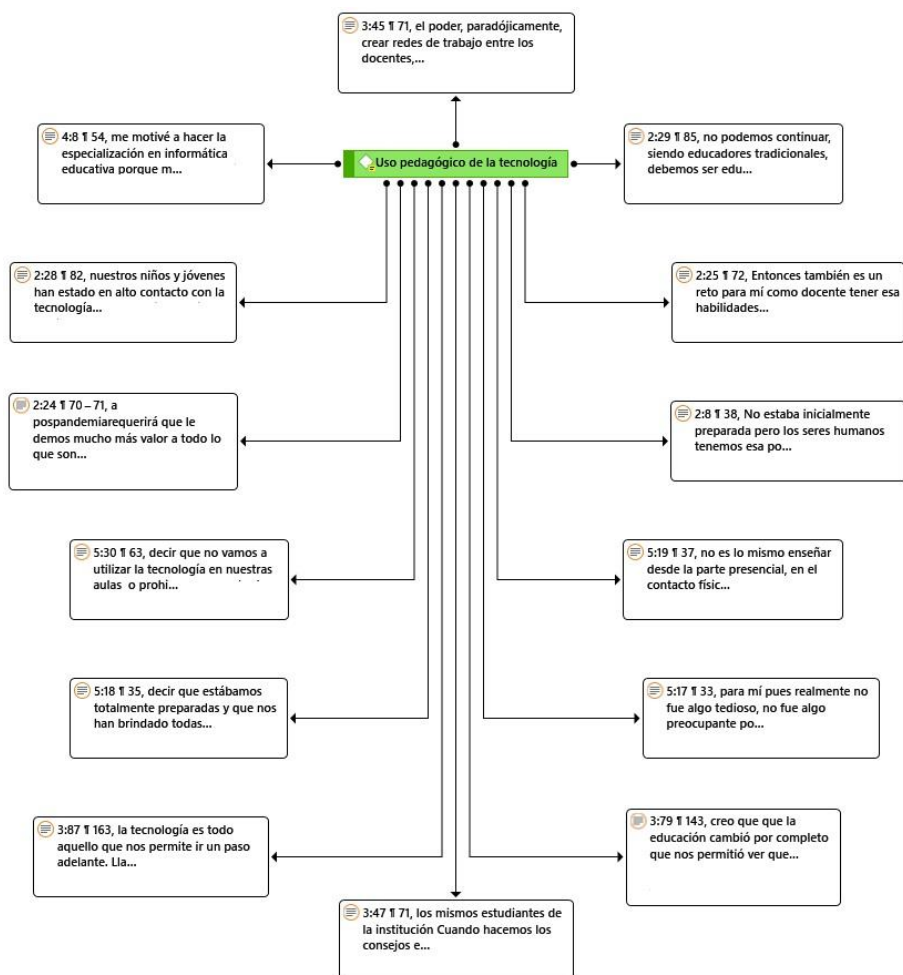 3:45 ¶ 71, el poder, paradójicamente,
crear redes de trabajo entre los
docentes,...
4:8 ¶ 54, me motivé a hacer la
especialización en informática
educativa porque m...
Uso pedagógico de la tecnología
2:29 ¶ 85, no podemos continuar,
siendo educadores tradicionales,
debemos ser edu...
2:28 ¶ 82, nuestros niños y jóvenes
han estado en alto contacto con la
tecnología...
2:25 ¶ 72, Entonces también es un
reto para mí como docente tener esa
habilidades...
2:24 ¶ 70 – 71, a
pospandemiarequerirá que le
demos mucho más valor a todo lo
que son...
2:8 ¶ 38, No estaba inicialmente
preparada pero los seres humanos
tenemos esa po...
5:30 ¶ 63, decir que no vamos a
utilizar la tecnología en nuestras
aulas o prohi...
5:19 ¶ 37, no es lo mismo enseñar
desde la parte presencial, en el
contacto físic...
5:18 ¶ 35, decir que estábamos
totalmente preparadas y que nos
han brindado todas...
5:17 ¶ 33, para mí pues realmente no
fue algo tedioso, no fue algo
preocupante po...
3:87 ¶ 163, la tecnología es todo
aquello que nos permite ir un paso
adelante. Lla...
3:79 ¶ 143, creo que que la
educación cambió por completo
que nos permitió ver que...
3:47 ¶ 71, los mismos estudiantes de
la institución Cuando hacemos los
consejos e...